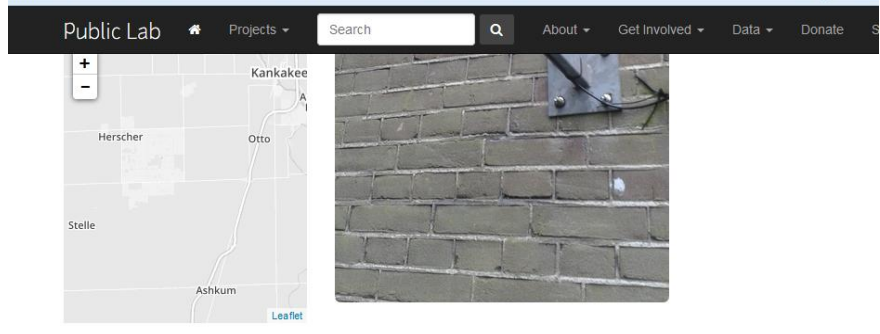 Public Lab Projects Search About Get Involved Data Donate
+
-
Kankakee
Herscher
Otto
Stelle
Ashkum
Leaflet